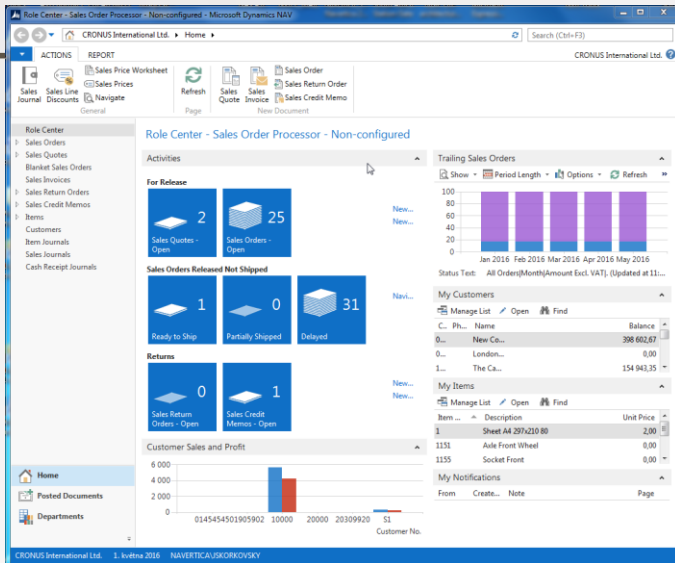 Role Center - Sales Order Processor - Non-configured - Microsoft Dynamics NAV
CRONUS International Ltd. ▸ Home ▸
Search (Ctrl+F3)
ACTIONS REPORT
CRONUS International Ltd.
Sales Journal
Sales Line Discounts
Sales Price Worksheet
Sales Prices
Navigate
General
Refresh
Page
Sales Quote
Sales Invoice
Sales Order
Sales Return Order
Sales Credit Memo
New Document
Role Center
Sales Orders
Sales Quotes
Blanket Sales Orders
Sales Invoices
Sales Return Orders
Sales Credit Memos
Items
Customers
Item Journals
Sales Journals
Cash Receipt Journals
Home
Posted Documents
Departments
Role Center - Sales Order Processor - Non-configured
Activities
For Release
2
Sales Quotes - Open
25
Sales Orders - Open
New...
New...
Sales Orders Released Not Shipped
1
Ready to Ship
0
Partially Shipped
31
Delayed
Navi...
Returns
0
Sales Return Orders - Open
1
Sales Credit Memos - Open
New...
New...
Customer Sales and Profit
6 000
4 000
2 000
0
0145454501905902 10000 20000 20309920 S1
Customer No.
Trailing Sales Orders
Show Period Length Options Refresh »
100
80
60
40
20
0
Jan 2016 Feb 2016 Mar 2016 Apr 2016 May 2016
Status Text: All Orders|Month|Amount Excl. VAT|. (Updated at 11:...
My Customers
Manage List Open Find
C... Ph... Name Balance
0... New Co... 398 602,67
0... London... 0,00
1... The Ca... 154 943,35
My Items
Manage List Open Find
Item ... Description Unit Price
1 Sheet A4 297x210 80 2,00
1151 Axle Front Wheel 0,00
1155 Socket Front 0,00
My Notifications
From Create... Note Page
CRONUS International Ltd. 1. května 2016 NAVERTICA\JSKORKOVSKY